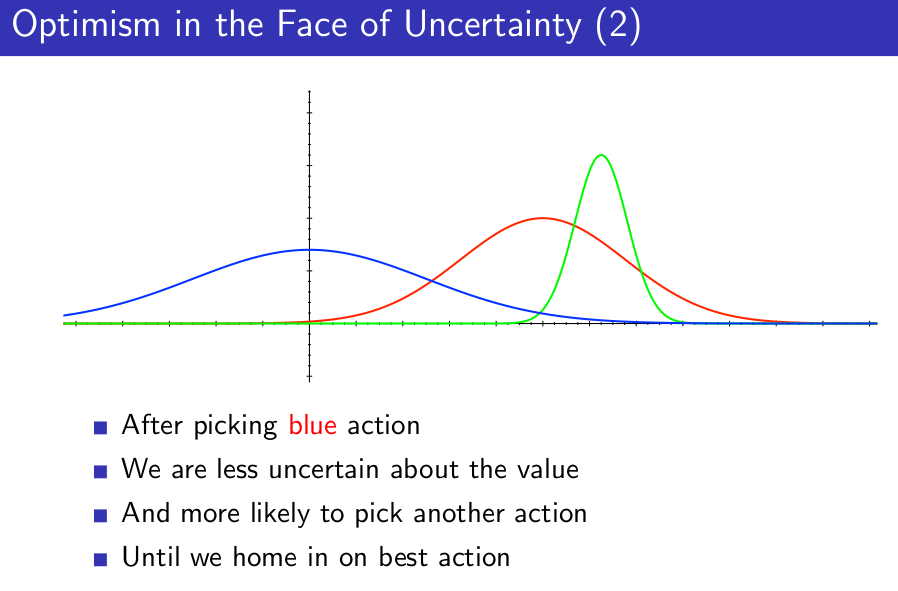 Optimism in the Face of Uncertainty (2)
After picking blue action
We are less uncertain about the value
And more likely to pick another action
Until we home in on best action